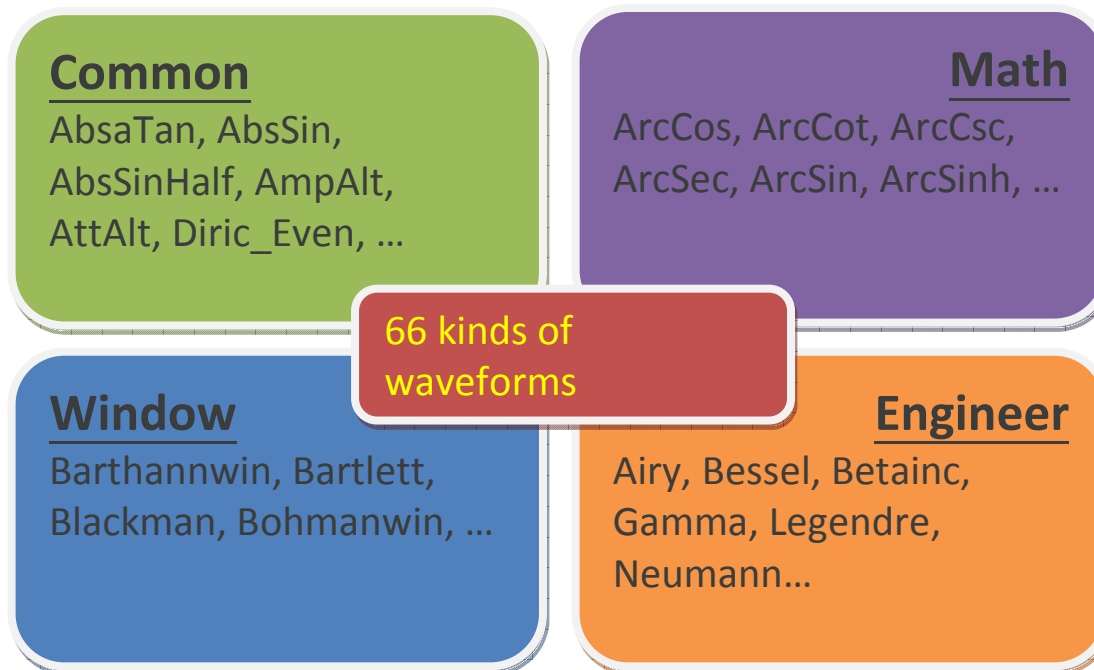 Common
AbsaTan, AbsSin,
AbsSinHalf, AmpAlt,
AttAlt, Diric_Even, ...
Math
ArcCos, ArcCot, ArcCsc,
ArcSec, ArcSin, ArcSinh, ...
66 kinds of
waveforms
Window
Barthannwin, Bartlett,
Blackman, Bohmanwin, ...
Engineer
Airy, Bessel, Betainc,
Gamma, Legendre,
Neumann...